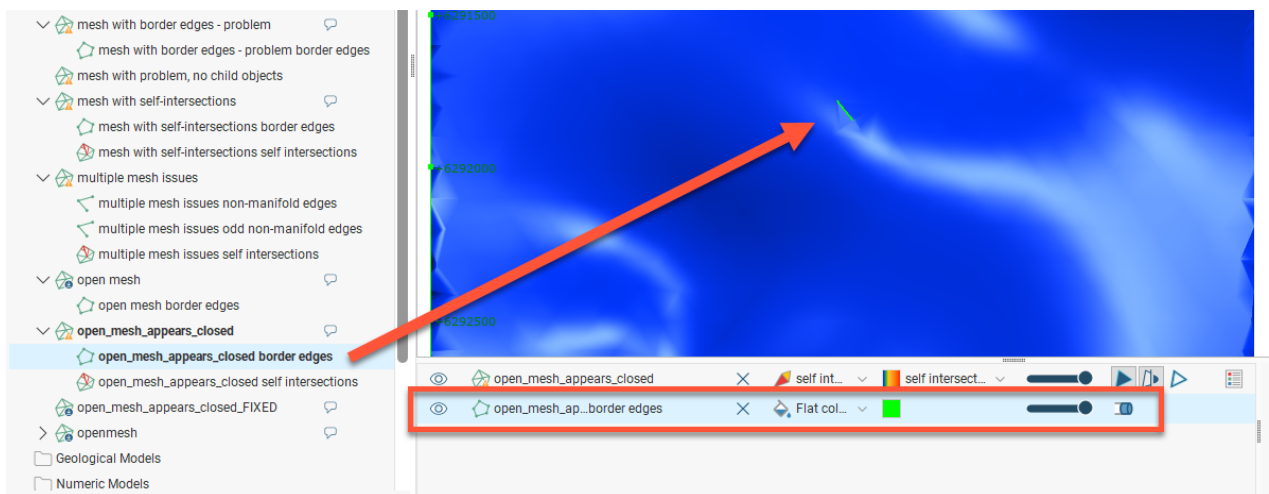 mesh with border edges - problem
mesh with border edges - problem border edges
mesh with problem, no child objects
mesh with self-intersections
mesh with self-intersections border edges
mesh with self-intersections self intersections
multiple mesh issues
multiple mesh issues non-manifold edges
multiple mesh issues odd non-manifold edges
multiple mesh issues self intersections
open mesh
open mesh border edges
open_mesh_appears_closed
open_mesh_appears_closed border edges
open_mesh_appears_closed self intersections
open_mesh_appears_closed_FIXED
openmesh
Geological Models
Numeric Models
+6291500
+6292000
+6292500
open_mesh_appears_closed self int... self intersect...
open_mesh_ap...border edges Flat col...